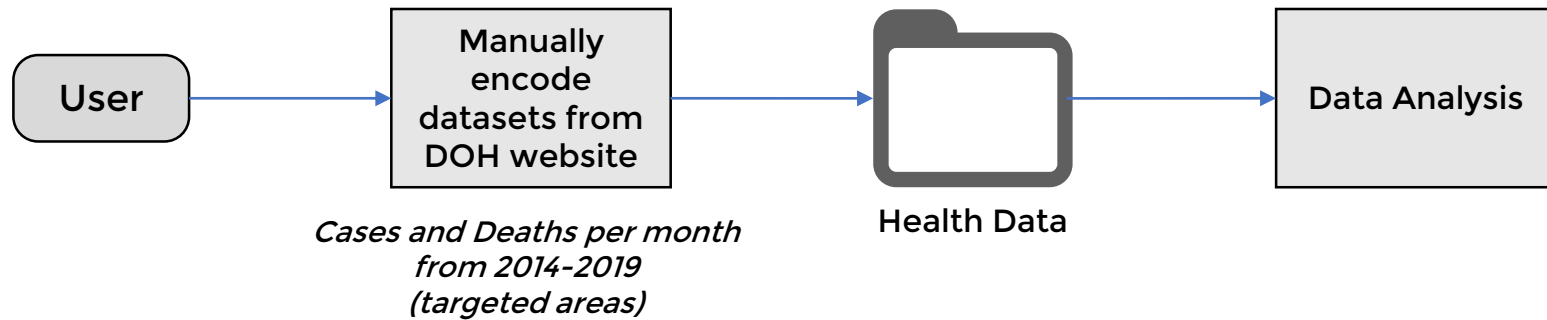 User
Manually
encode
datasets from
DOH website
Cases and Deaths per month
from 2014-2019
(targeted areas)
Health Data
Data Analysis